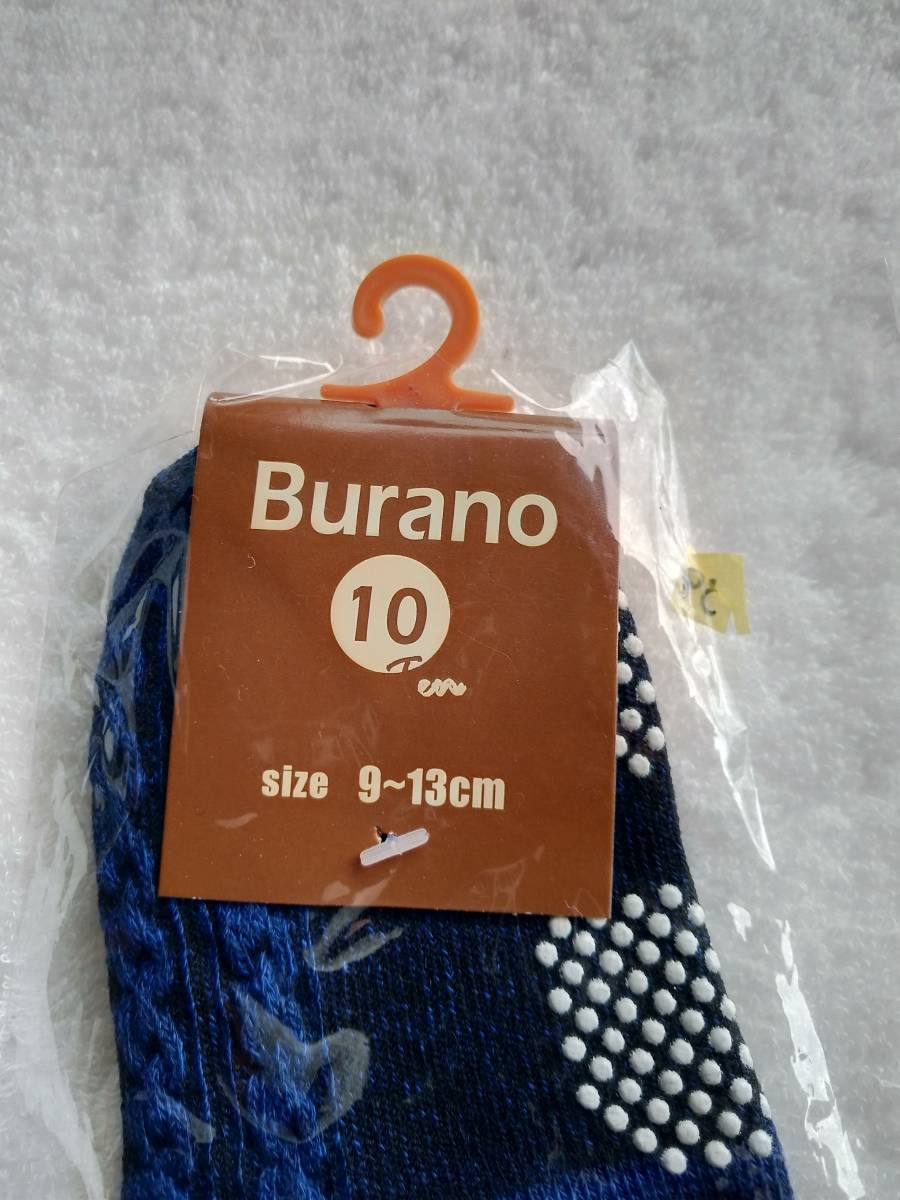 Burano
10
Ten
size 9~13cm